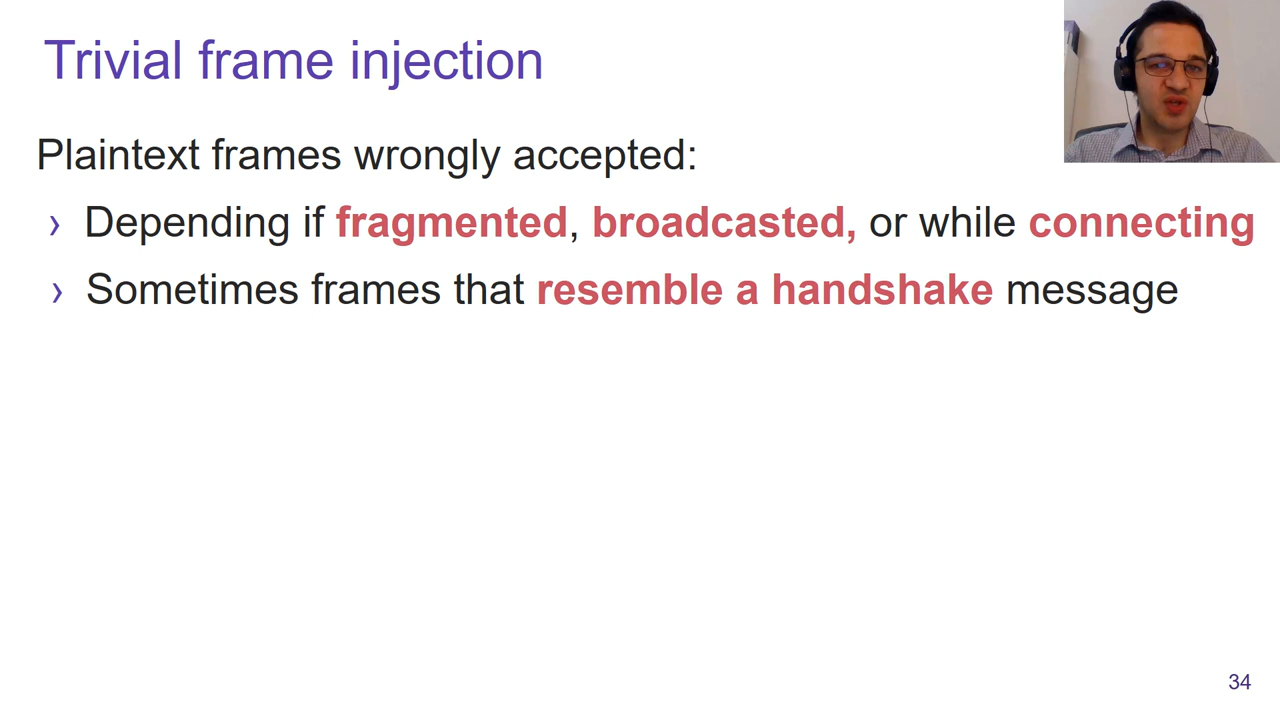 Trivial frame injection
Plaintext frames wrongly accepted:
› Depending if fragmented, broadcasted, or while connecting
› Sometimes frames that resemble a handshake message
34